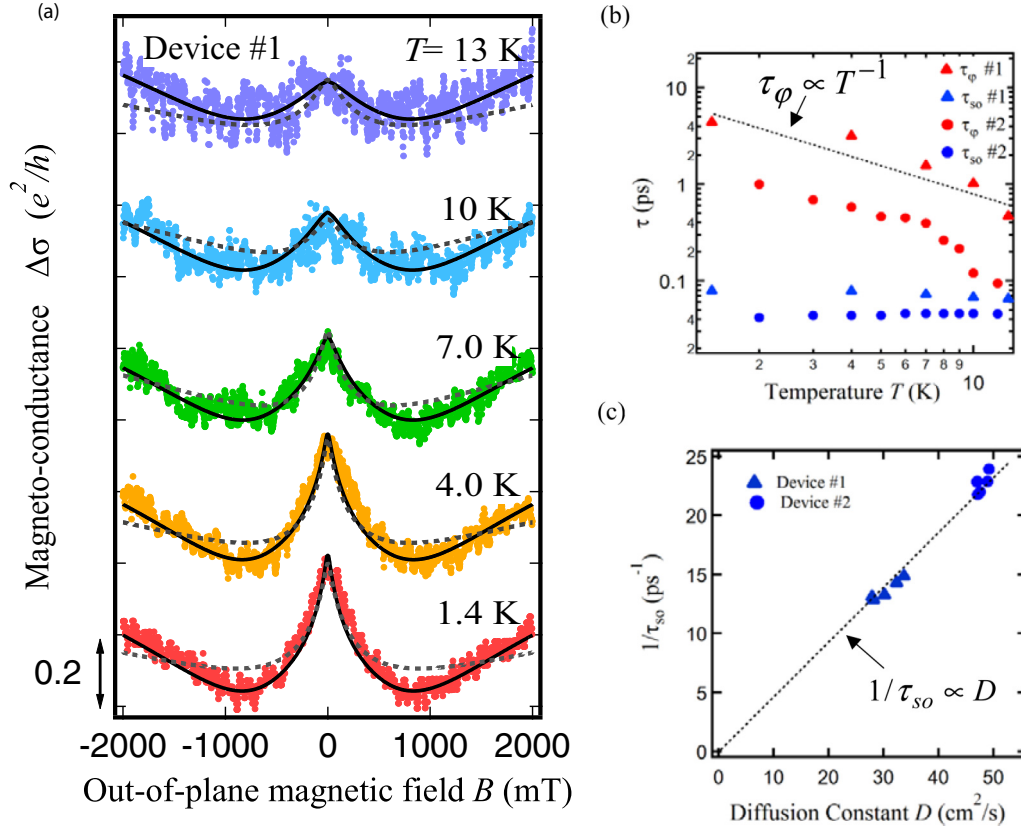 (a)
Device #1
T= 13 K
10 K
7.0 K
4.0 K
1.4 K
0.2
Magneto-conductance Δσ (e²/h)
-2000 -1000 0 1000 2000
Out-of-plane magnetic field B (mT)
(b)
τφ ∝ T⁻¹
τφ #1
τso #1
τφ #2
τso #2
10
4
2
1
4
2
0.1
4
2
τ (ps)
2 3 4 5 6 7 8 9 10
Temperature T (K)
(c)
Device #1
Device #2
1/τso ∝ D
25
20
15
10
5
0
1/τso (ps⁻¹)
0 10 20 30 40 50
Diffusion Constant D (cm²/s)